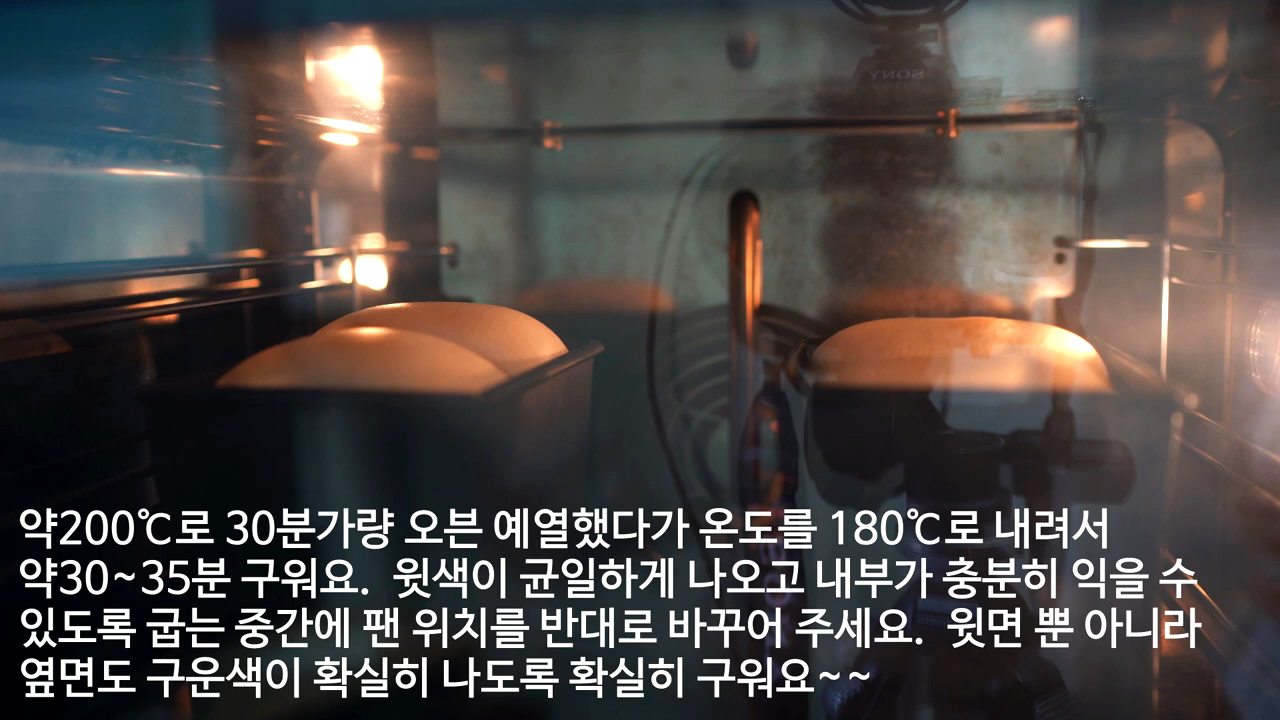 SONY
약200℃로 30분가량 오븐 예열했다가 온도를 180℃로 내려서
약30~35분 구워요. 윗색이 균일하게 나오고 내부가 충분히 익을 수
있도록 굽는 중간에 팬 위치를 반대로 바꾸어 주세요. 윗면 뿐 아니라
옆면도 구운색이 확실히 나도록 확실히 구워요~~